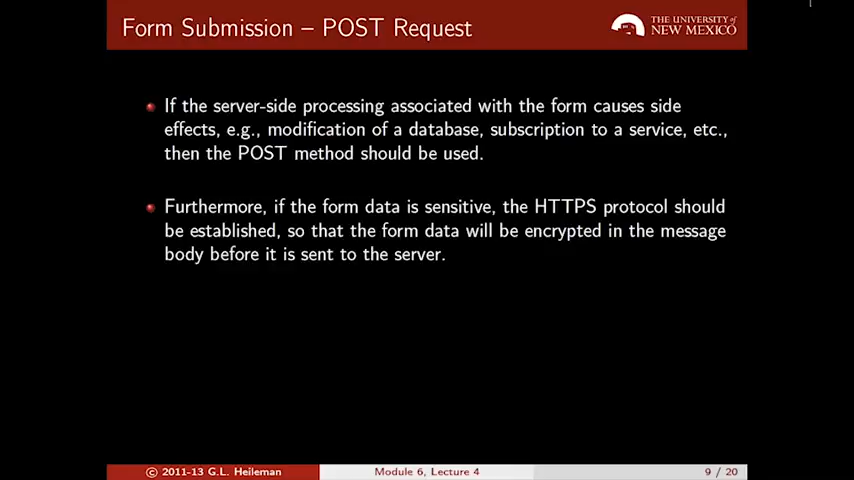 Form Submission – POST Request
THE UNIVERSITY of
NEW MEXICO
If the server-side processing associated with the form causes side
effects, e.g., modification of a database, subscription to a service, etc.,
then the POST method should be used.
Furthermore, if the form data is sensitive, the HTTPS protocol should
be established, so that the form data will be encrypted in the message
body before it is sent to the server.
© 2011-13 G.L. Heileman
Module 6, Lecture 4
9 / 20